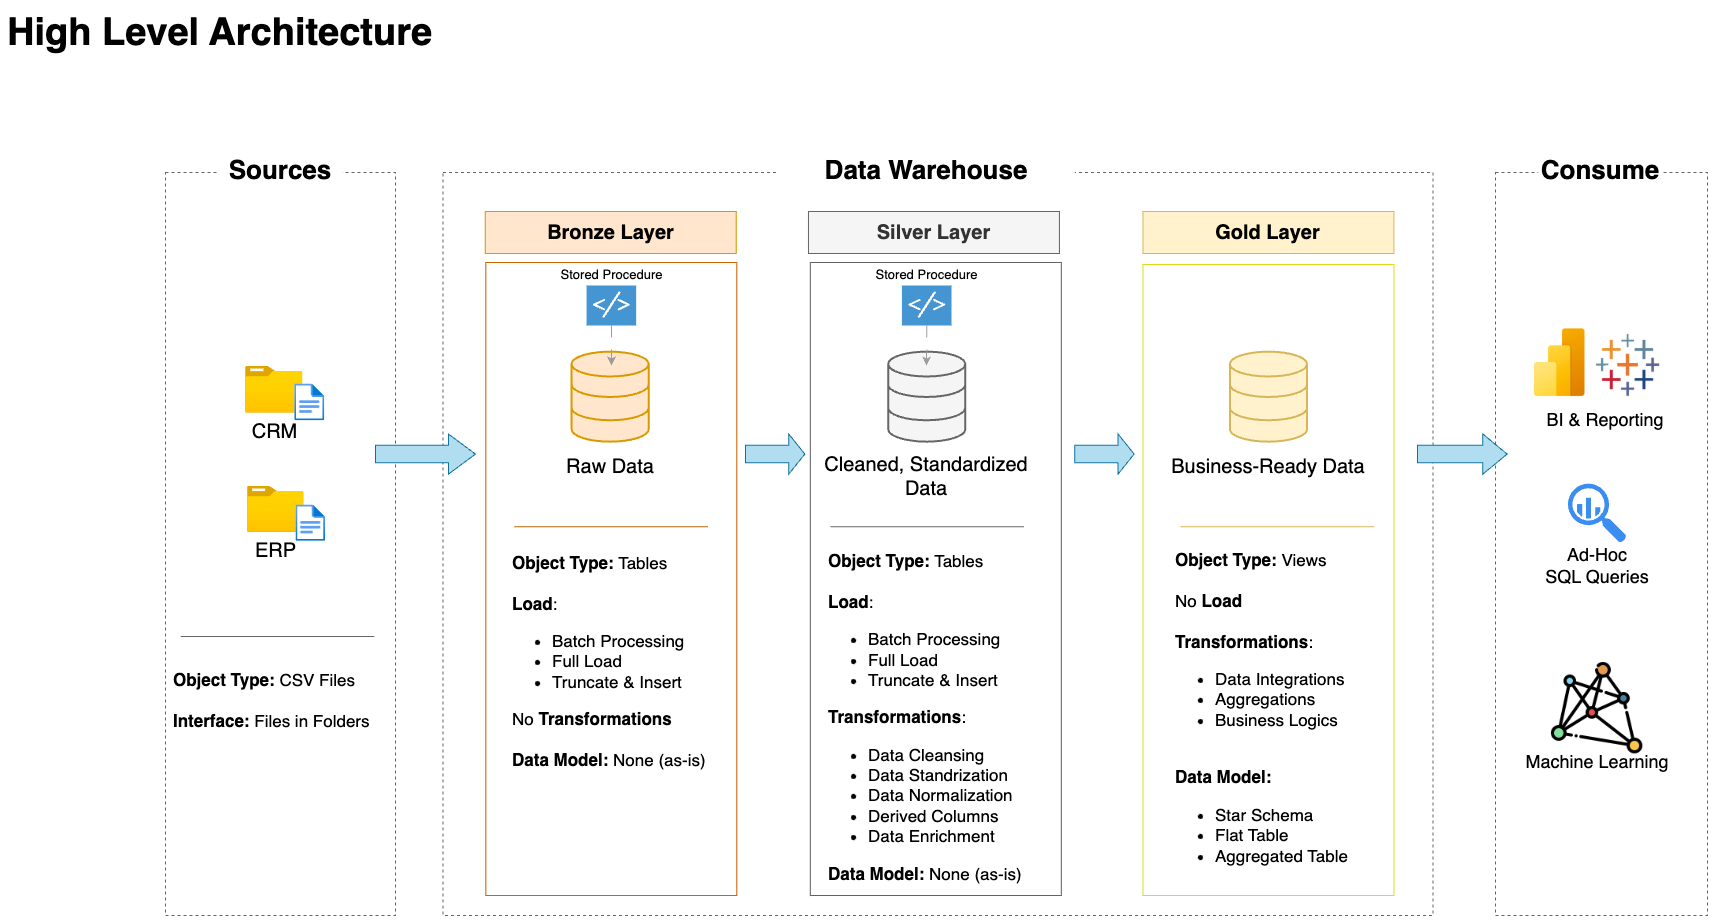 High Level Architecture
Sources
CRM
ERP
Object Type: CSV Files
Interface: Files in Folders
Data Warehouse
Bronze Layer
Stored Procedure
</>
Raw Data
Object Type: Tables
Load:
• Batch Processing
• Full Load
• Truncate & Insert
No Transformations
Data Model: None (as-is)
Silver Layer
Stored Procedure
</>
Cleaned, Standardized
Data
Object Type: Tables
Load:
• Batch Processing
• Full Load
• Truncate & Insert
Transformations:
• Data Cleansing
• Data Standrization
• Data Normalization
• Derived Columns
• Data Enrichment
Data Model: None (as-is)
Gold Layer
Business-Ready Data
Object Type: Views
No Load
Transformations:
• Data Integrations
• Aggregations
• Business Logics
Data Model:
• Star Schema
• Flat Table
• Aggregated Table
Consume
BI & Reporting
Ad-Hoc
SQL Queries
Machine Learning